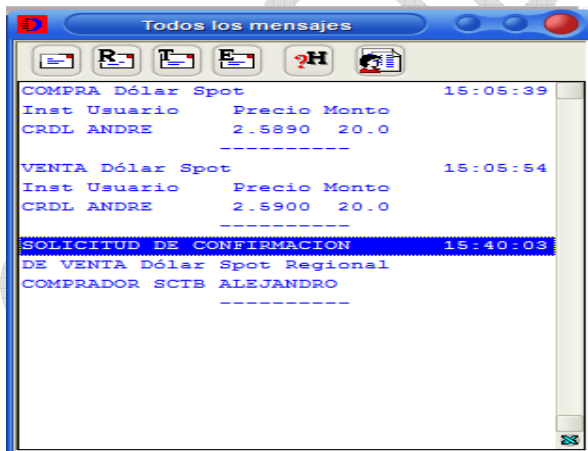 Todos los mensajes
R T E ?H
COMPRA Dólar Spot 15:05:39
Inst Usuario Precio Monto
CRDL ANDRE 2.5890 20.0
----------
VENTA Dólar Spot 15:05:54
Inst Usuario Precio Monto
CRDL ANDRE 2.5900 20.0
----------
SOLICITUD DE CONFIRMACION 15:40:03
DE VENTA Dólar Spot Regional
COMPRADOR SCTB ALEJANDRO
----------